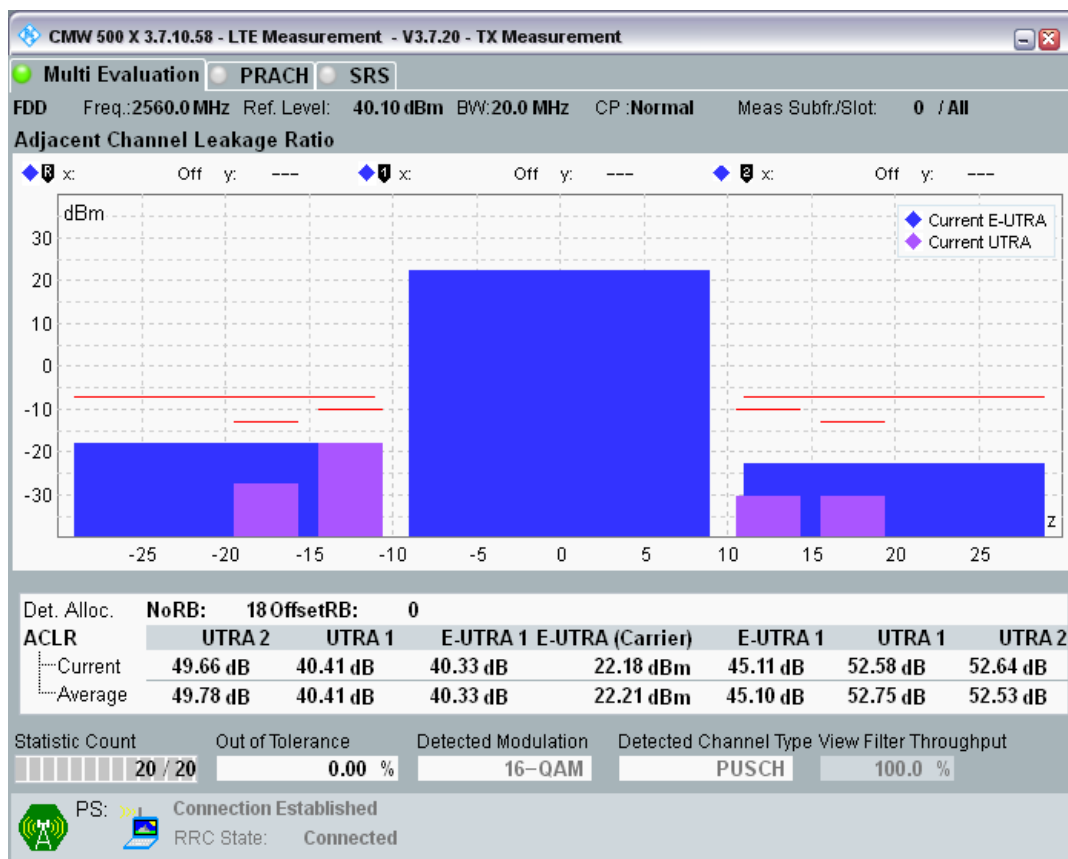 CMW 500 X 3.7.10.58 - LTE Measurement - V3.7.20 - TX Measurement
Multi Evaluation PRACH SRS
FDD Freq.:2560.0 MHz Ref. Level: 40.10 dBm BW:20.0 MHz CP :Normal Meas Subfr./Slot: 0 / All
Adjacent Channel Leakage Ratio
R x: Off y: --- 1 x: Off y: --- 2 x: Off y: ---
dBm
Current E-UTRA
Current UTRA
30
20
10
0
-10
-20
-30
z
-25 -20 -15 -10 -5 0 5 10 15 20 25
Det. Alloc. NoRB: 18 OffsetRB: 0
ACLR UTRA 2 UTRA 1 E-UTRA 1 E-UTRA (Carrier) E-UTRA 1 UTRA 1 UTRA 2
Current 49.66 dB 40.41 dB 40.33 dB 22.18 dBm 45.11 dB 52.58 dB 52.64 dB
Average 49.78 dB 40.41 dB 40.33 dB 22.21 dBm 45.10 dB 52.75 dB 52.53 dB
Statistic Count Out of Tolerance Detected Modulation Detected Channel Type View Filter Throughput
20 / 20 0.00 % 16-QAM PUSCH 100.0 %
PS: Connection Established
RRC State: Connected